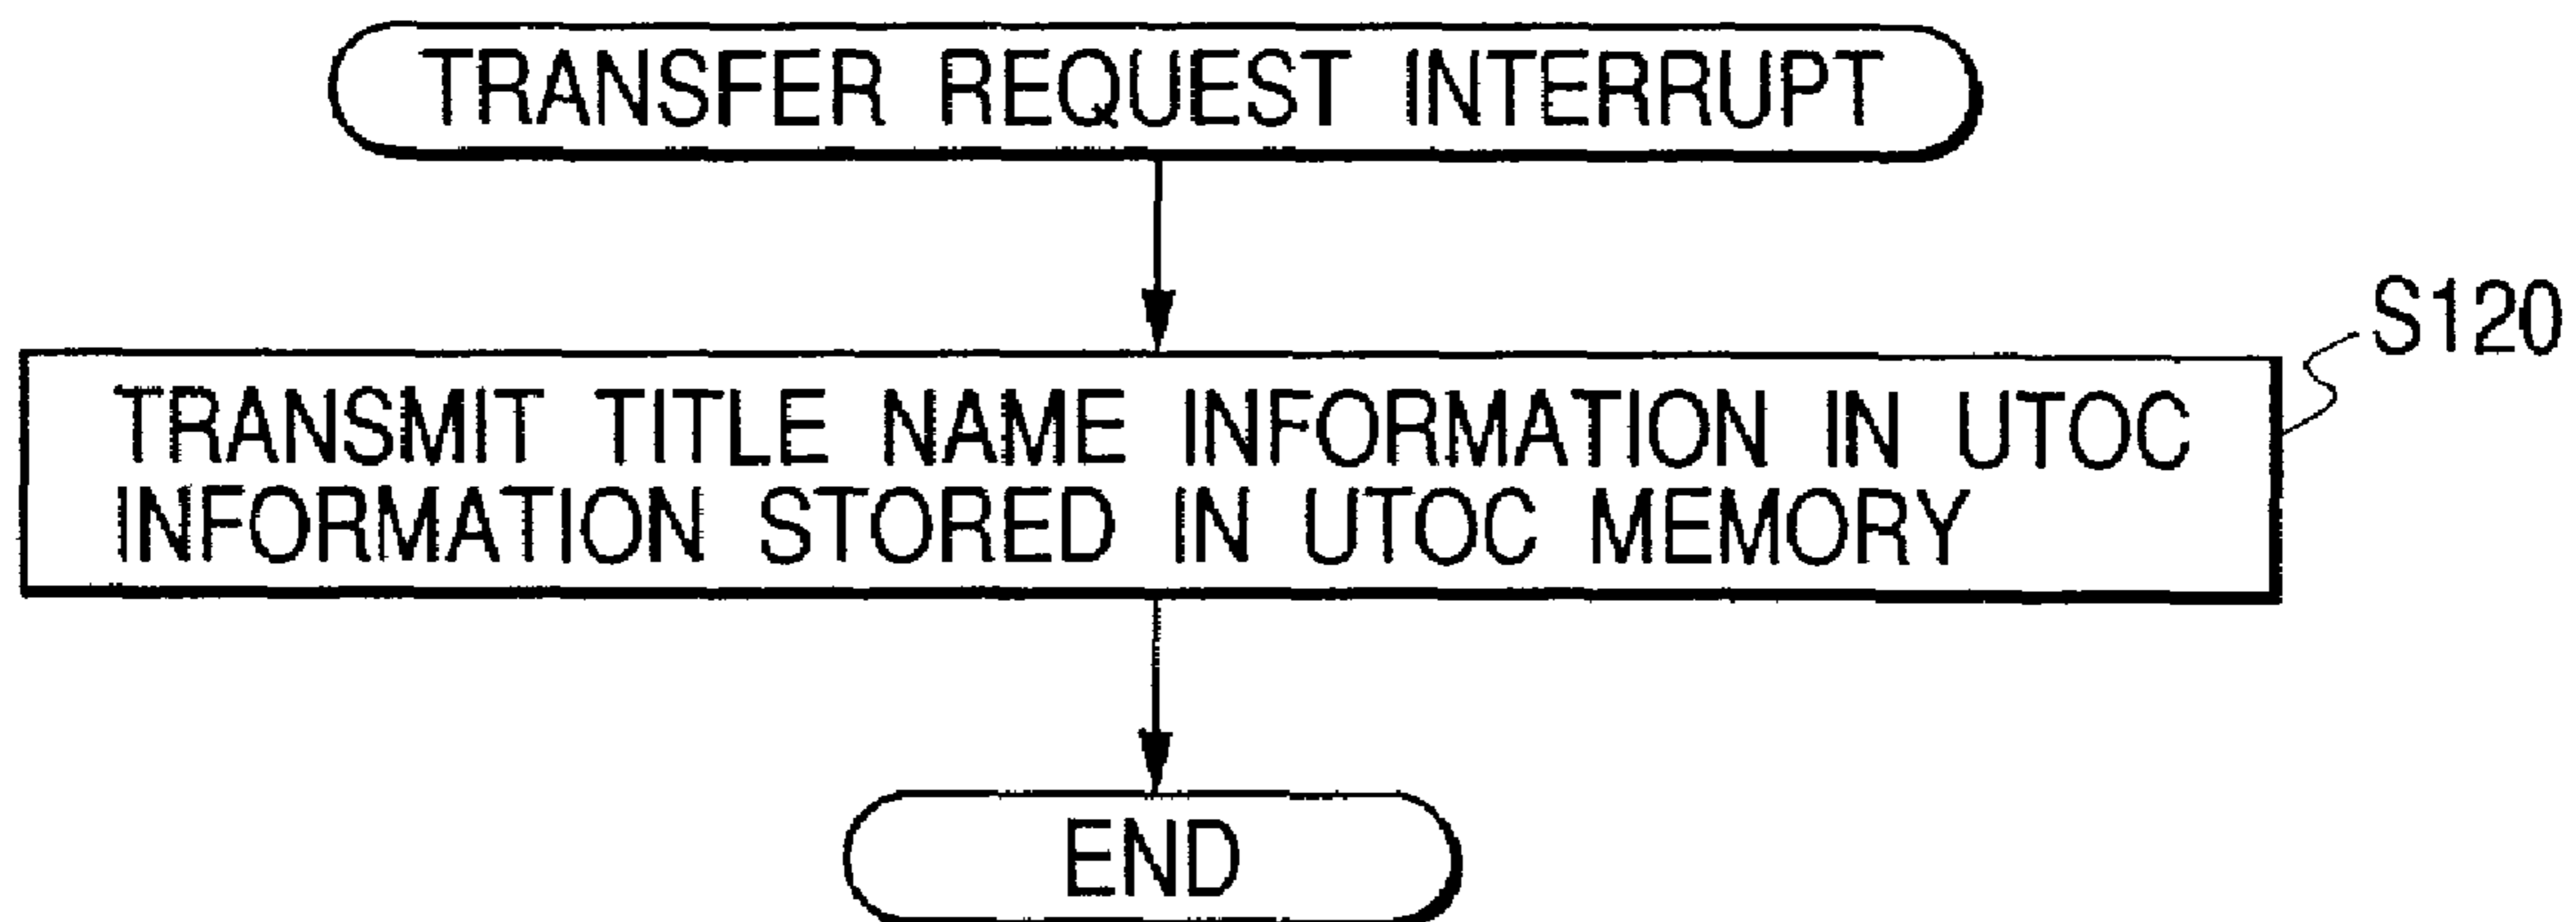 TRANSFER REQUEST INTERRUPT
S120
TRANSMIT TITLE NAME INFORMATION IN UTOC
INFORMATION STORED IN UTOC MEMORY
END